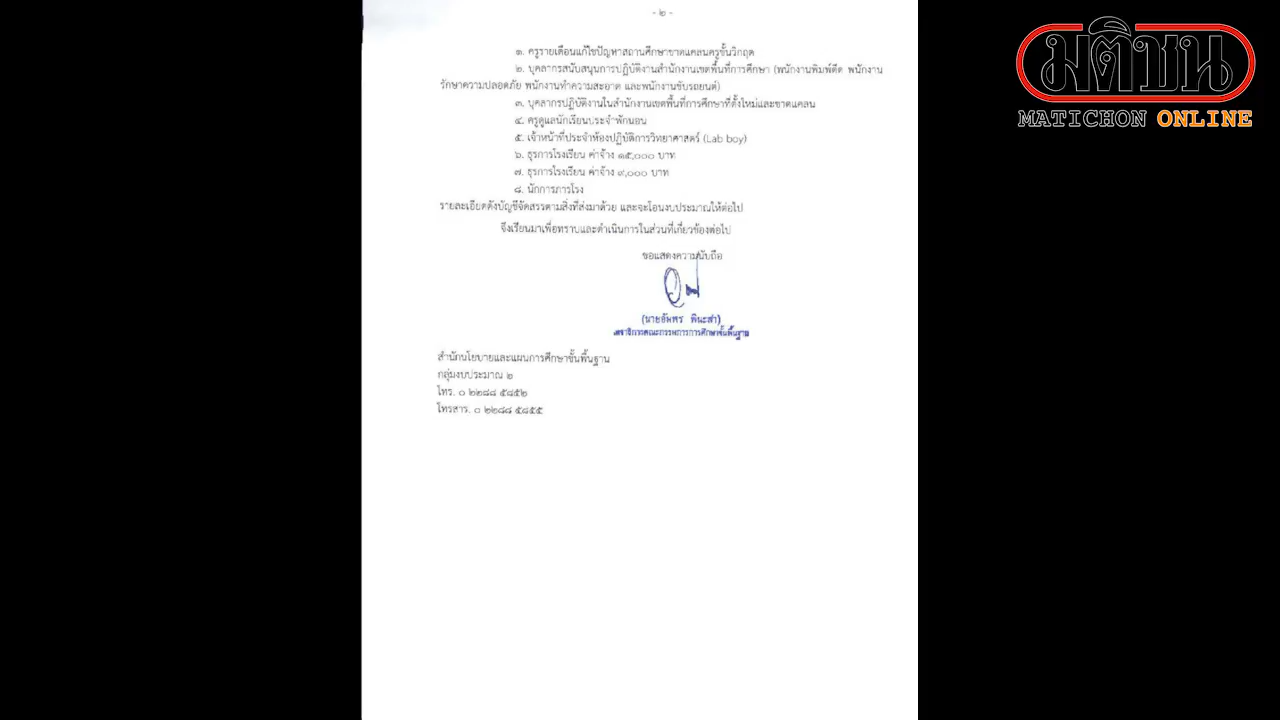 - ๒ -
๑. ครูรายเดือนแก้ไขปัญหาสถานศึกษาขาดแคลนครูขั้นวิกฤต
๒. บุคลากรสนับสนุนการปฏิบัติงานสำนักงานเขตพื้นที่การศึกษา (พนักงานพิมพ์ดีด พนักงาน
รักษาความปลอดภัย พนักงานทำความสะอาด และพนักงานขับรถยนต์)
๓. บุคลากรปฏิบัติงานในสำนักงานเขตพื้นที่การศึกษาที่ตั้งใหม่และขาดแคลน
๔. ครูดูแลนักเรียนประจำพักนอน
๕. เจ้าหน้าที่ประจำห้องปฏิบัติการวิทยาศาสตร์ (Lab boy)
๖. ธุรการโรงเรียน ค่าจ้าง ๑๕,๐๐๐ บาท
๗. ธุรการโรงเรียน ค่าจ้าง ๙,๐๐๐ บาท
๘. นักการภารโรง
รายละเอียดดังบัญชีจัดสรรตามสิ่งที่ส่งมาด้วย และจะโอนงบประมาณให้ต่อไป
จึงเรียนมาเพื่อทราบและดำเนินการในส่วนที่เกี่ยวข้องต่อไป
ขอแสดงความนับถือ
(นายอัมพร พินะสา)
เลขาธิการคณะกรรมการการศึกษาขั้นพื้นฐาน
สำนักนโยบายและแผนการศึกษาขั้นพื้นฐาน
กลุ่มงบประมาณ ๒
โทร. ๐ ๒๒๘๘ ๕๘๕๒
โทรสาร. ๐ ๒๒๘๘ ๕๘๕๕
มติชน
MATICHON ONLINE